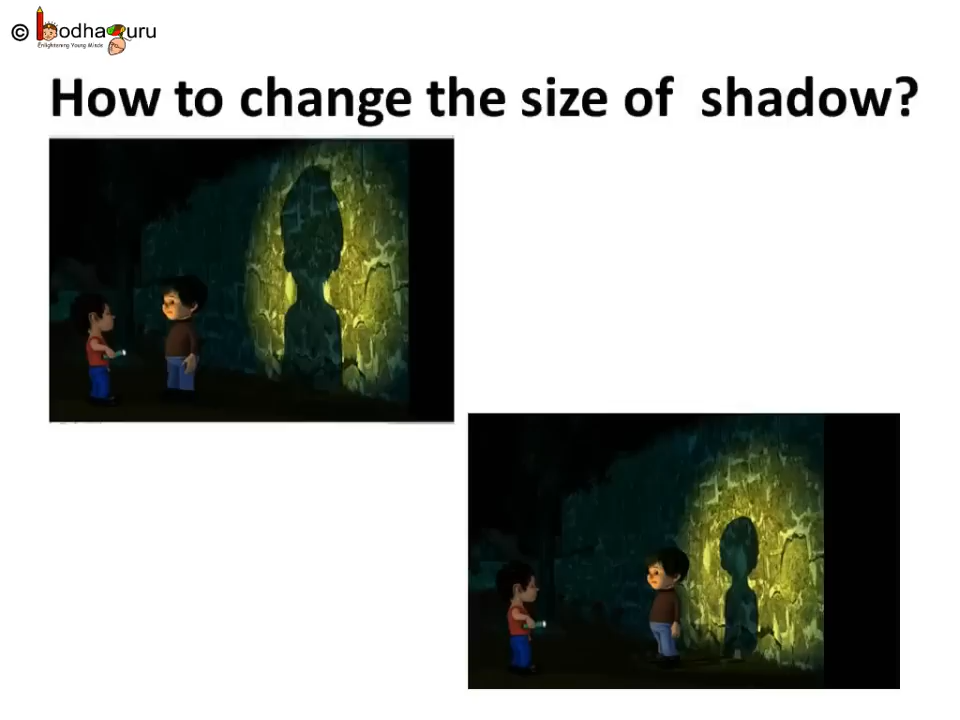 © BodhaGuru
Enlightening Young Minds
How to change the size of  shadow?